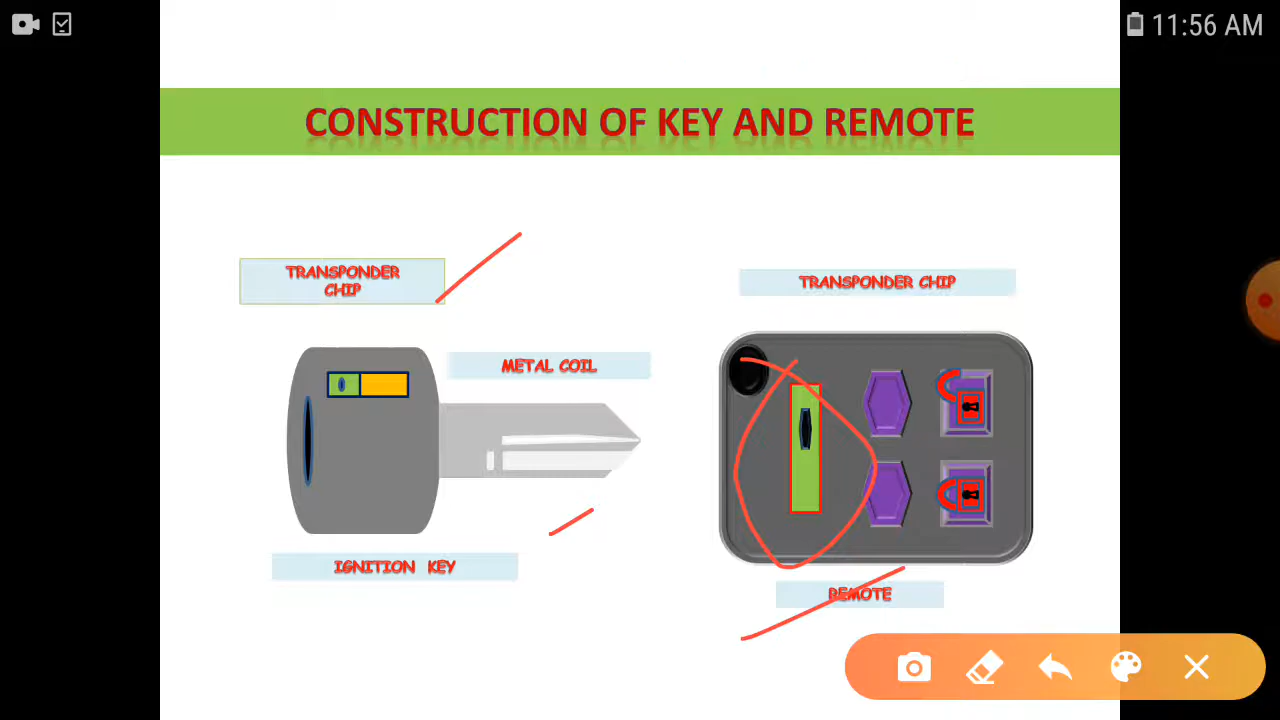 11:56 AM
CONSTRUCTION OF KEY AND REMOTE
TRANSPONDER
CHIP
TRANSPONDER CHIP
METAL COIL
IGNITION KEY
REMOTE